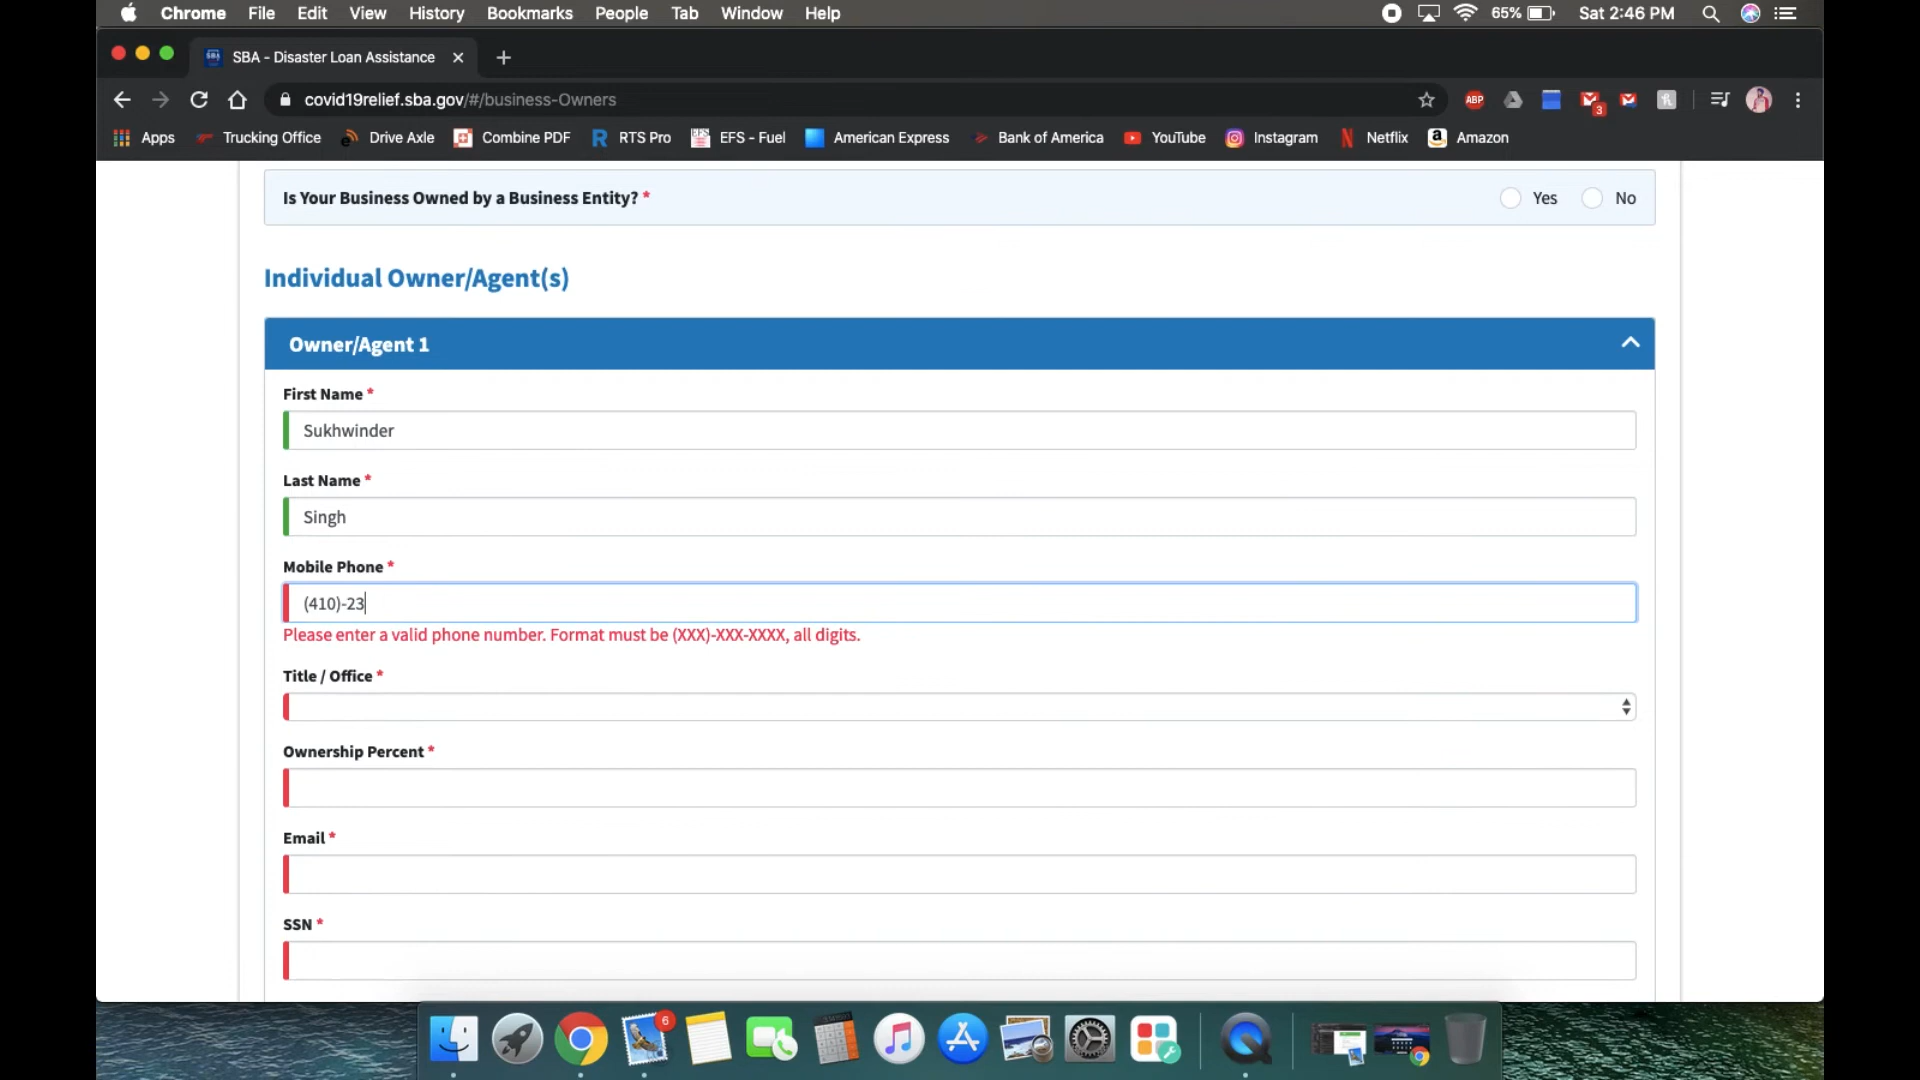 Chrome File Edit View History Bookmarks People Tab Window Help 65% Sat 2:46 PM
SBA - Disaster Loan Assistance
covid19relief.sba.gov/#/business-Owners ABP 3
Apps Trucking Office Drive Axle Combine PDF RTS Pro EFS - Fuel American Express Bank of America YouTube Instagram Netflix Amazon
Is Your Business Owned by a Business Entity? * Yes No
Individual Owner/Agent(s)
Owner/Agent 1
First Name *
Sukhwinder
Last Name *
Singh
Mobile Phone *
(410)-23
Please enter a valid phone number. Format must be (XXX)-XXX-XXXX, all digits.
Title / Office *
Ownership Percent *
Email *
SSN *
6